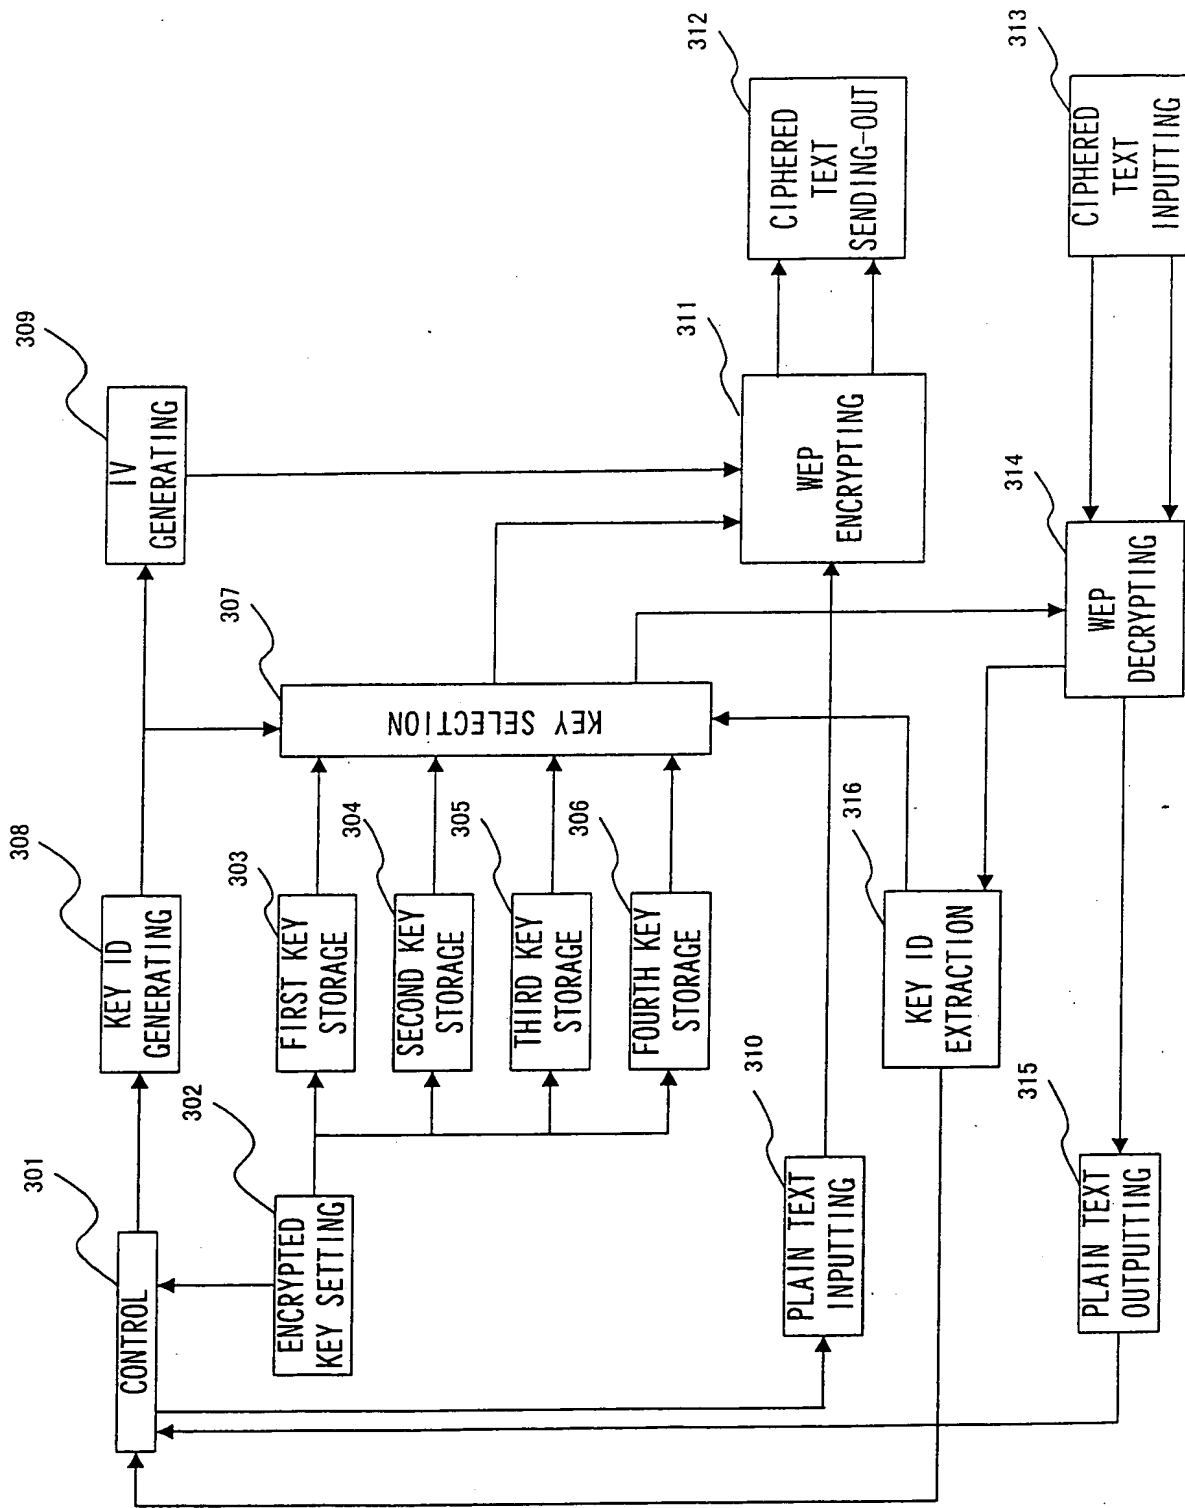 301
CONTROL
302
ENCRYPTED
KEY SETTING
308
KEY ID
GENERATING
303
FIRST KEY
STORAGE
304
SECOND KEY
STORAGE
305
THIRD KEY
STORAGE
306
FOURTH KEY
STORAGE
307
KEY SELECTION
309
IV
GENERATING
310
PLAIN TEXT
INPUTTING
311
WEP
ENCRYPTING
312
CIPHERED
TEXT
SENDING-OUT
316
KEY ID
EXTRACTION
315
PLAIN TEXT
OUTPUTTING
314
WEP
DECRYPTING
313
CIPHERED
TEXT
INPUTTING